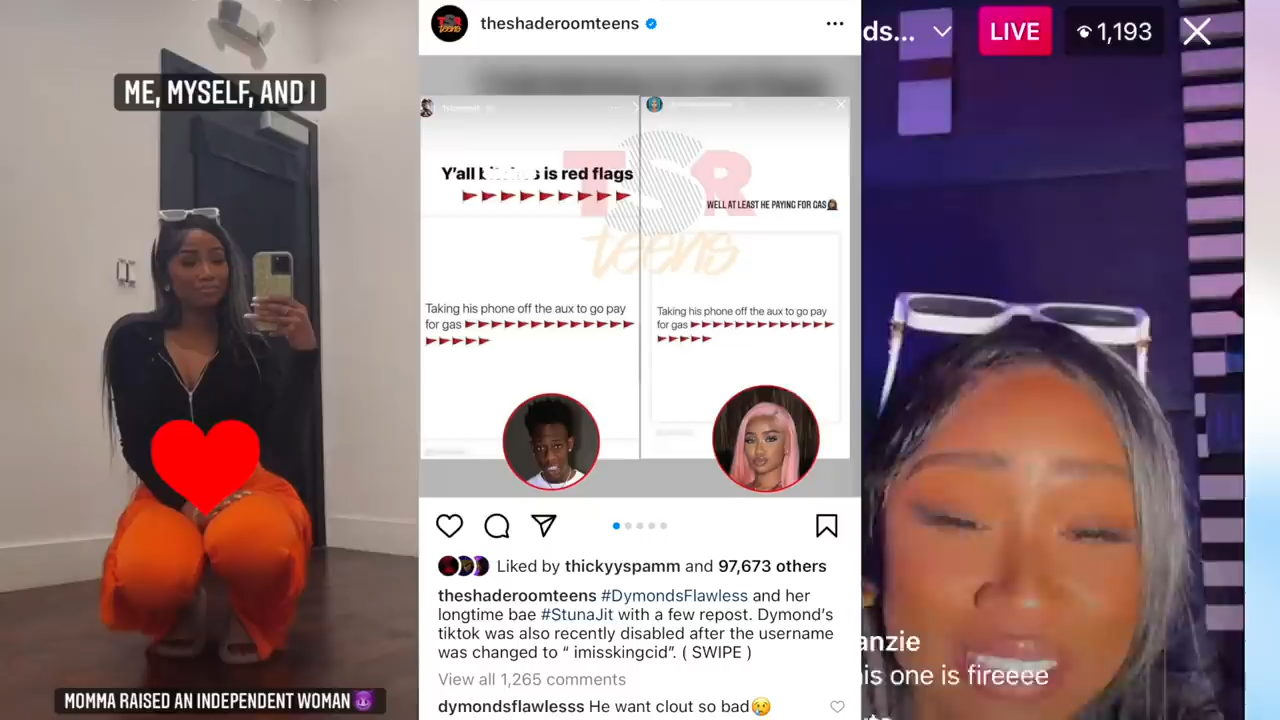 ME, MYSELF, AND I
MOMMA RAISED AN INDEPENDENT WOMAN 😈
theshaderoomteens
TSR
teens
Y'all b s is red flags
🚩🚩🚩🚩🚩🚩🚩🚩🚩
Taking his phone off the aux to go pay
for gas 🚩🚩🚩🚩🚩🚩🚩🚩🚩🚩🚩🚩🚩
🚩🚩🚩🚩🚩
WELL AT LEAST HE PAYING FOR GAS🤦🏾‍♀️
Taking his phone off the aux to go pay
for gas 🚩🚩🚩🚩🚩🚩🚩🚩🚩🚩🚩🚩🚩
🚩🚩🚩🚩🚩
Liked by thickyyspamm and 97,673 others
theshaderoomteens #DymondsFlawless and her
longtime bae #StunaJit with a few repost. Dymond's
tiktok was also recently disabled after the username
was changed to “ imisskingcid”. ( SWIPE )
View all 1,265 comments
dymondsflawlesss He want clout so bad😢
ds...
LIVE
1,193
anzie
is one is fireeee